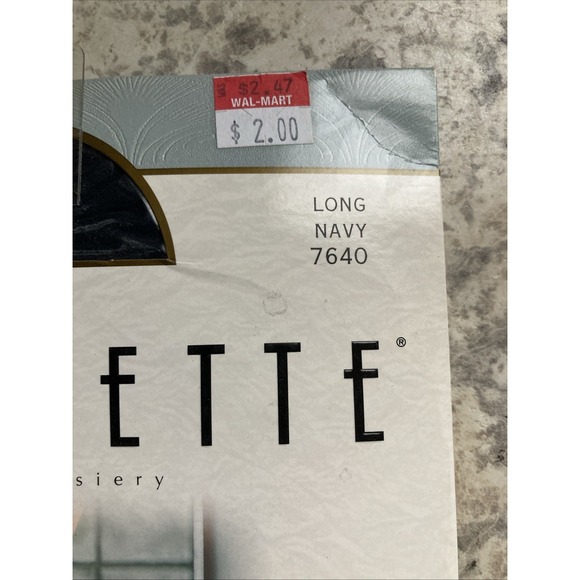 $2.47
WAL-MART
$ 2.00
LONG
NAVY
7640
ETTE®
siery